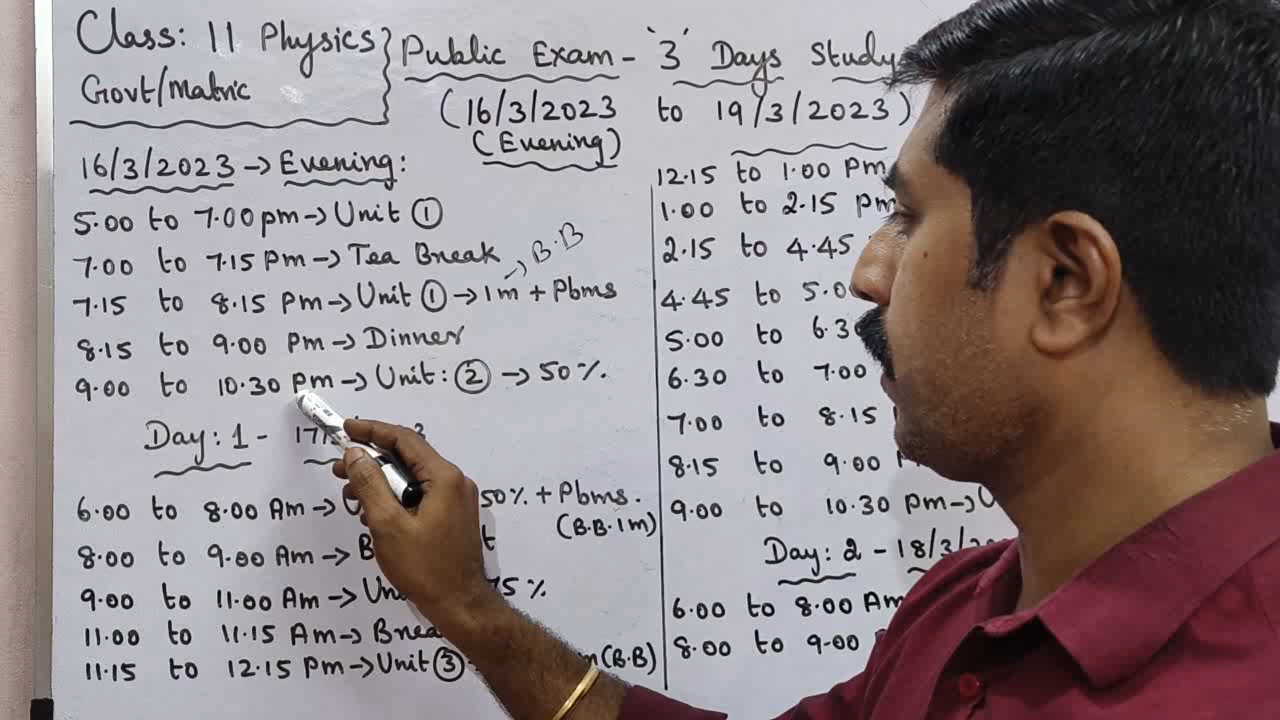 Class: 11 Physics
Govt/Matric
Public Exam - '3' Days Study
(16/3/2023 to 19/3/2023)
(Evening)
16/3/2023 → Evening:
5.00 to 7.00 pm → Unit ①
7.00 to 7.15 Pm → Tea Break
7.15 to 8.15 Pm → Unit ① → 1m + Pbms
→ B.B
8.15 to 9.00 Pm → Dinner
9.00 to 10.30 Pm → Unit: ② → 50%.
Day: 1 - 17/
6.00 to 8.00 Am → 50% + Pbms.
(B.B.1m)
8.00 to 9.00 Am →
9.00 to 11.00 Am → 75%
11.00 to 11.15 Am →
11.15 to 12.15 Pm → Unit ③ (B.B)
12.15 to 1.00 Pm
1.00 to 2.15 Pm
2.15 to 4.45
4.45 to
5.00 to
6.30 to 7.00
7.00 to 8.15
8.15 to 9.00
9.00 to 10.30 Pm →
Day: 2 - 18/3/
6.00 to 8.00 Am
8.00 to 9.00